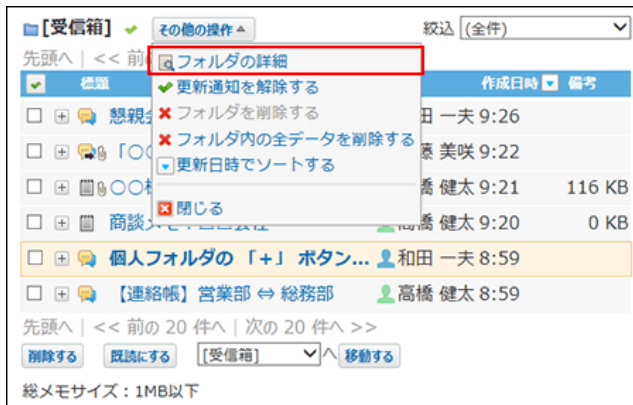 [受信箱] その他の操作 絞込 (全件)
先頭へ | << 前の
フォルダの詳細
標題 作成日時 備考
更新通知を解除する
懇親 田 一夫 9:26
フォルダを削除する
フォルダ内の全データを削除する
「○○ 美咲 9:22
更新日時でソートする
○○ 橋 健太 9:21 116 KB
閉じる
商談 橋 健太 9:20 0 KB
個人フォルダの 「+」 ボタン... 和田 一夫 8:59
【連絡帳】営業部 ⇔ 総務部 高橋 健太 8:59
先頭へ | << 前の 20 件へ | 次の 20 件へ >>
削除する 既読にする [受信箱] へ 移動する
総メモサイズ：1MB以下